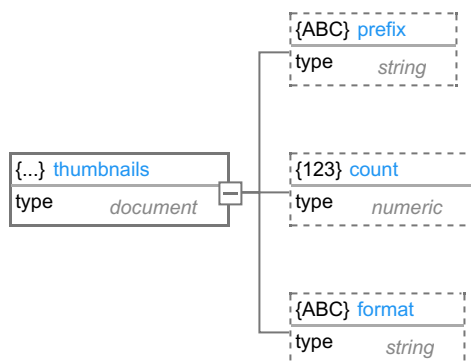 {ABC} prefix
type string
{...} thumbnails
type document
{123} count
type numeric
{ABC} format
type string